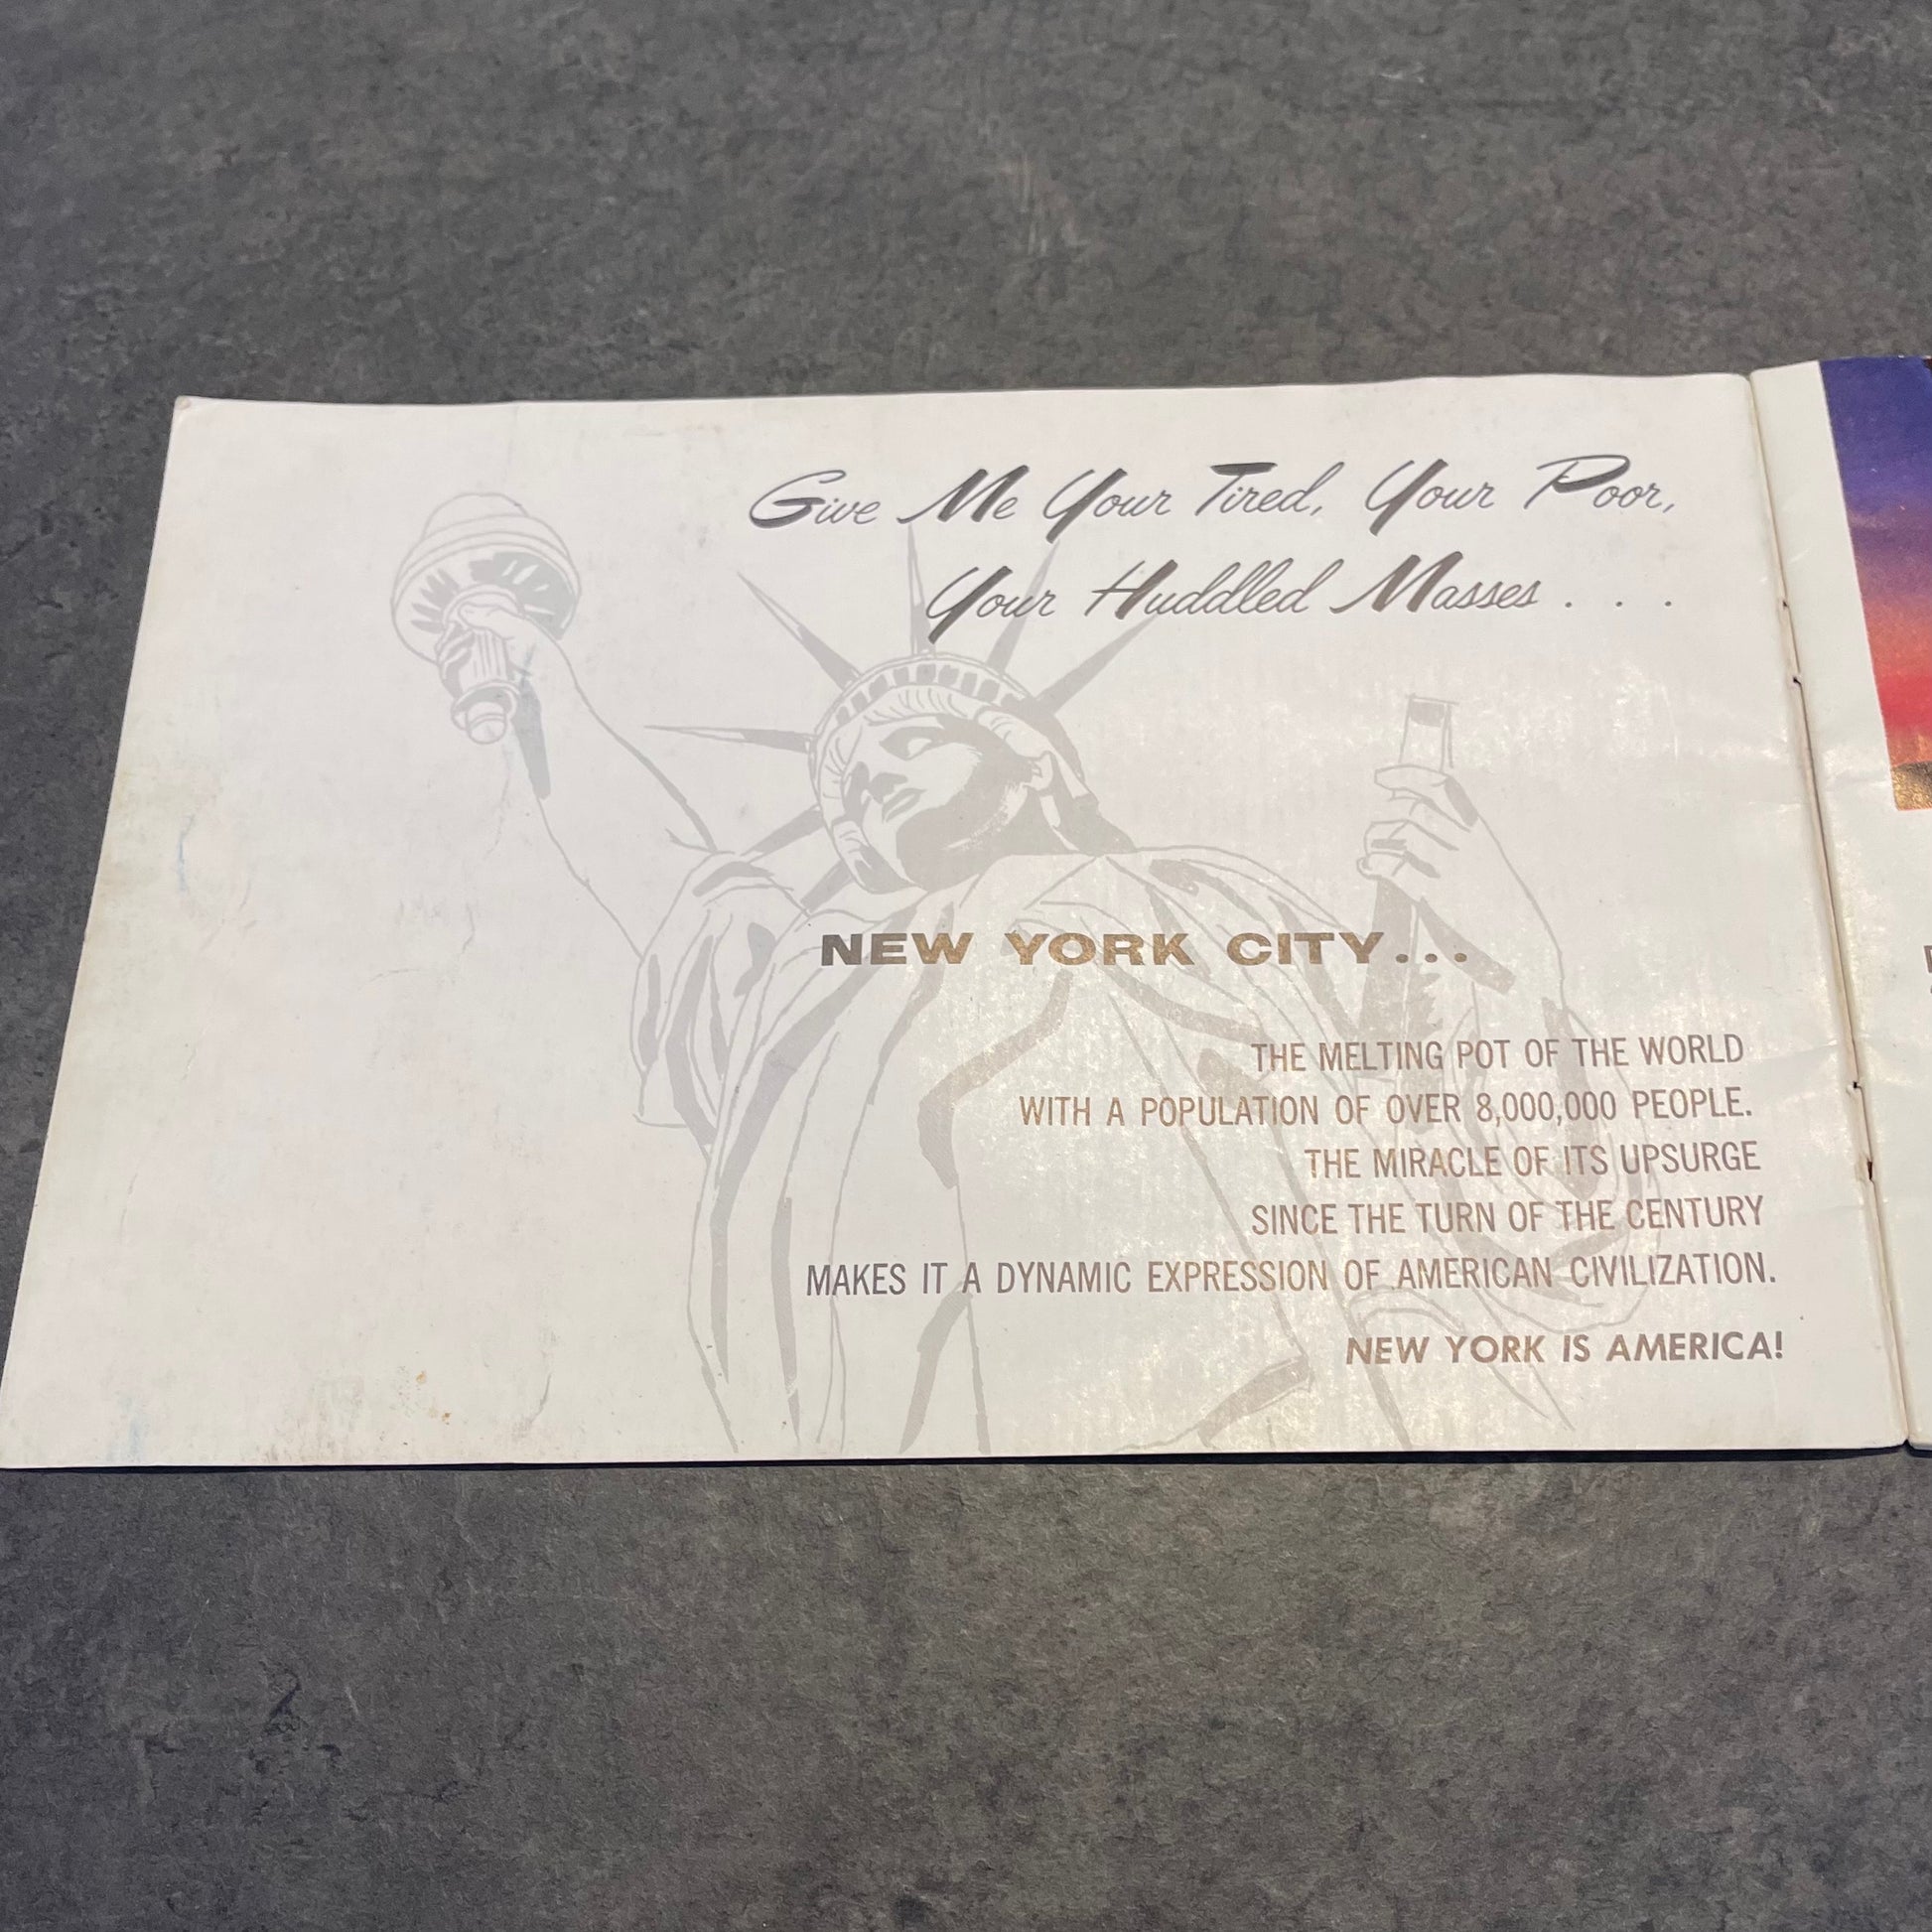 Give Me Your Tired, Your Poor,
Your Huddled Masses . . .
NEW YORK CITY...
THE MELTING POT OF THE WORLD
WITH A POPULATION OF OVER 8,000,000 PEOPLE.
THE MIRACLE OF ITS UPSURGE
SINCE THE TURN OF THE CENTURY
MAKES IT A DYNAMIC EXPRESSION OF AMERICAN CIVILIZATION.
NEW YORK IS AMERICA!